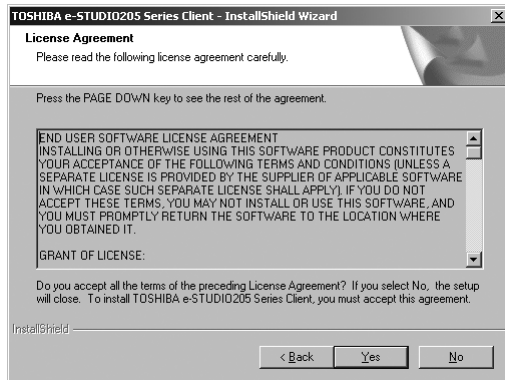 TOSHIBA e-STUDIO205 Series Client - InstallShield Wizard
License Agreement
Please read the following license agreement carefully.
Press the PAGE DOWN key to see the rest of the agreement.
END USER SOFTWARE LICENSE AGREEMENT
INSTALLING OR OTHERWISE USING THIS SOFTWARE PRODUCT CONSTITUTES
YOUR ACCEPTANCE OF THE FOLLOWING TERMS AND CONDITIONS (UNLESS A
SEPARATE LICENSE IS PROVIDED BY THE SUPPLIER OF APPLICABLE SOFTWARE
IN WHICH CASE SUCH SEPARATE LICENSE SHALL APPLY). IF YOU DO NOT
ACCEPT THESE TERMS, YOU MAY NOT INSTALL OR USE THIS SOFTWARE, AND
YOU MUST PROMPTLY RETURN THE SOFTWARE TO THE LOCATION WHERE
YOU OBTAINED IT.
GRANT OF LICENSE:
Do you accept all the terms of the preceding License Agreement? If you select No, the setup
will close. To install TOSHIBA e-STUDIO205 Series Client, you must accept this agreement.
InstallShield
< Back Yes No